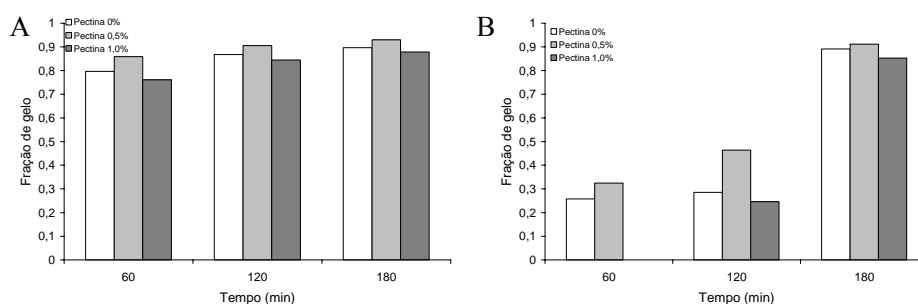 A
Pectina 0%
Pectina 0,5%
Pectina 1,0%
1
0,9
0,8
0,7
0,6
0,5
0,4
0,3
0,2
0,1
0
Fração de gelo
60 120 180
Tempo (min)
B
Pectina 0%
Pectina 0,5%
Pectina 1,0%
1
0,9
0,8
0,7
0,6
0,5
0,4
0,3
0,2
0,1
0
Fração de gelo
60 120 180
Tempo (min)